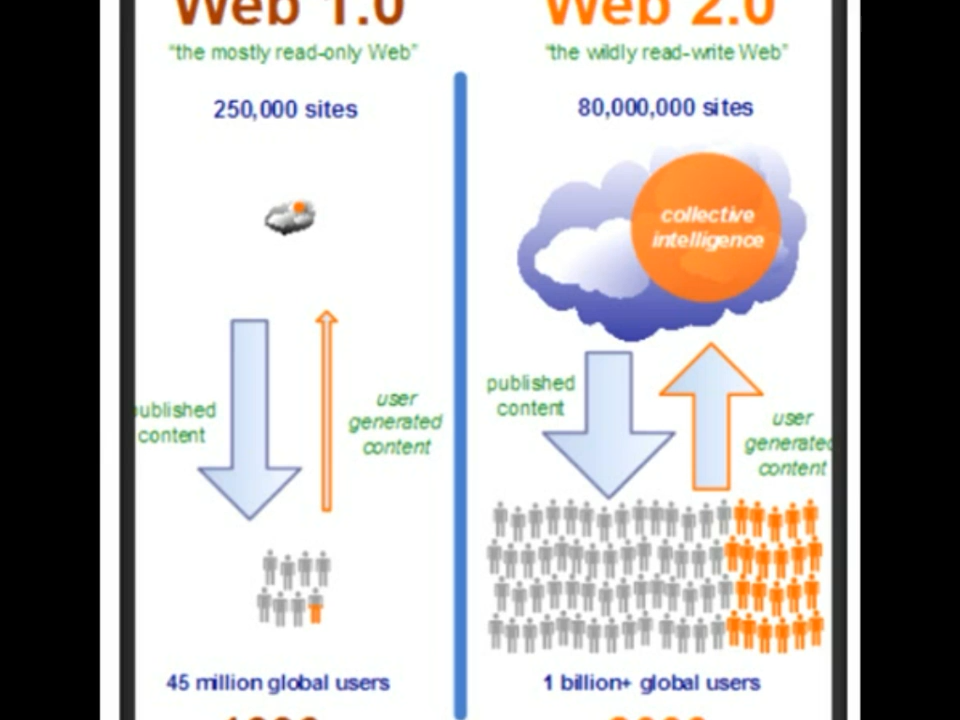 Web 1.0
"the mostly read-only Web"
250,000 sites
published
content
user
generated
content
45 million global users
Web 2.0
"the wildly read-write Web"
80,000,000 sites
collective
intelligence
published
content
user
generated
content
1 billion+ global users